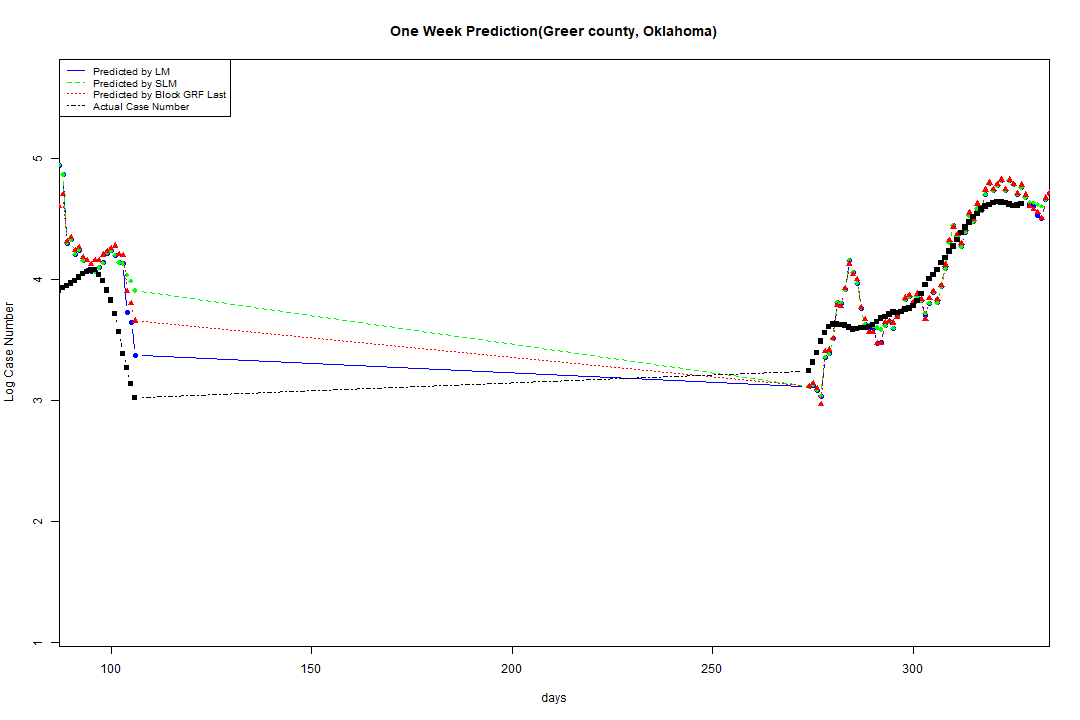 One Week Prediction(Greer county, Oklahoma)
Predicted by LM
Predicted by SLM
Predicted by Block GRF Last
Actual Case Number
5
4
3
2
1
Log Case Number
100 150 200 250 300
days